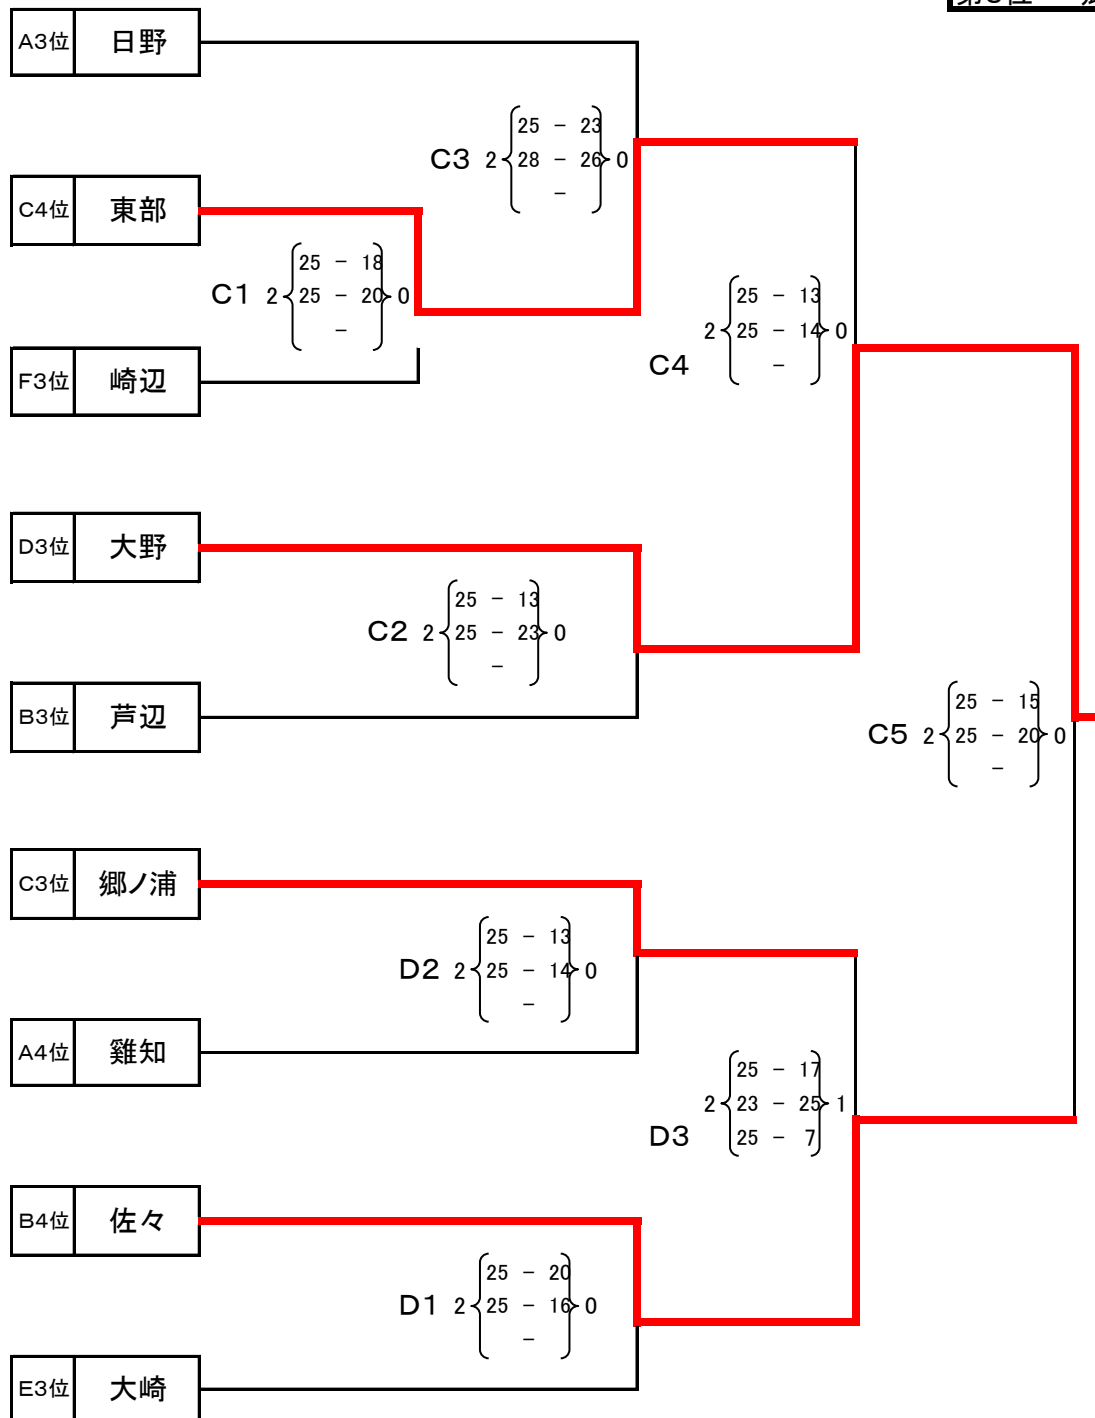 A3位 日野
25 - 23
C3 2 28 - 26 0
-
C4位 東部
25 - 18
C1 2 25 - 20 0
-
25 - 13
2 25 - 14 0
C4 -
F3位 崎辺
D3位 大野
25 - 13
C2 2 25 - 23 0
-
B3位 芦辺
25 - 15
C5 2 25 - 20 0
-
C3位 郷ノ浦
25 - 13
D2 2 25 - 14 0
-
A4位 雞知
25 - 17
2 23 - 25 1
D3 25 - 7
B4位 佐々
25 - 20
D1 2 25 - 16 0
-
E3位 大崎